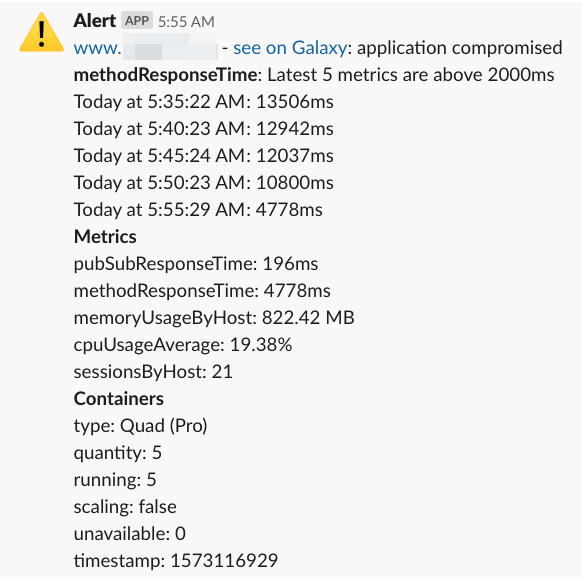 Alert APP 5:55 AM
www. - see on Galaxy: application compromised
methodResponseTime: Latest 5 metrics are above 2000ms
Today at 5:35:22 AM: 13506ms
Today at 5:40:23 AM: 12942ms
Today at 5:45:24 AM: 12037ms
Today at 5:50:23 AM: 10800ms
Today at 5:55:29 AM: 4778ms
Metrics
pubSubResponseTime: 196ms
methodResponseTime: 4778ms
memoryUsageByHost: 822.42 MB
cpuUsageAverage: 19.38%
sessionsByHost: 21
Containers
type: Quad (Pro)
quantity: 5
running: 5
scaling: false
unavailable: 0
timestamp: 1573116929